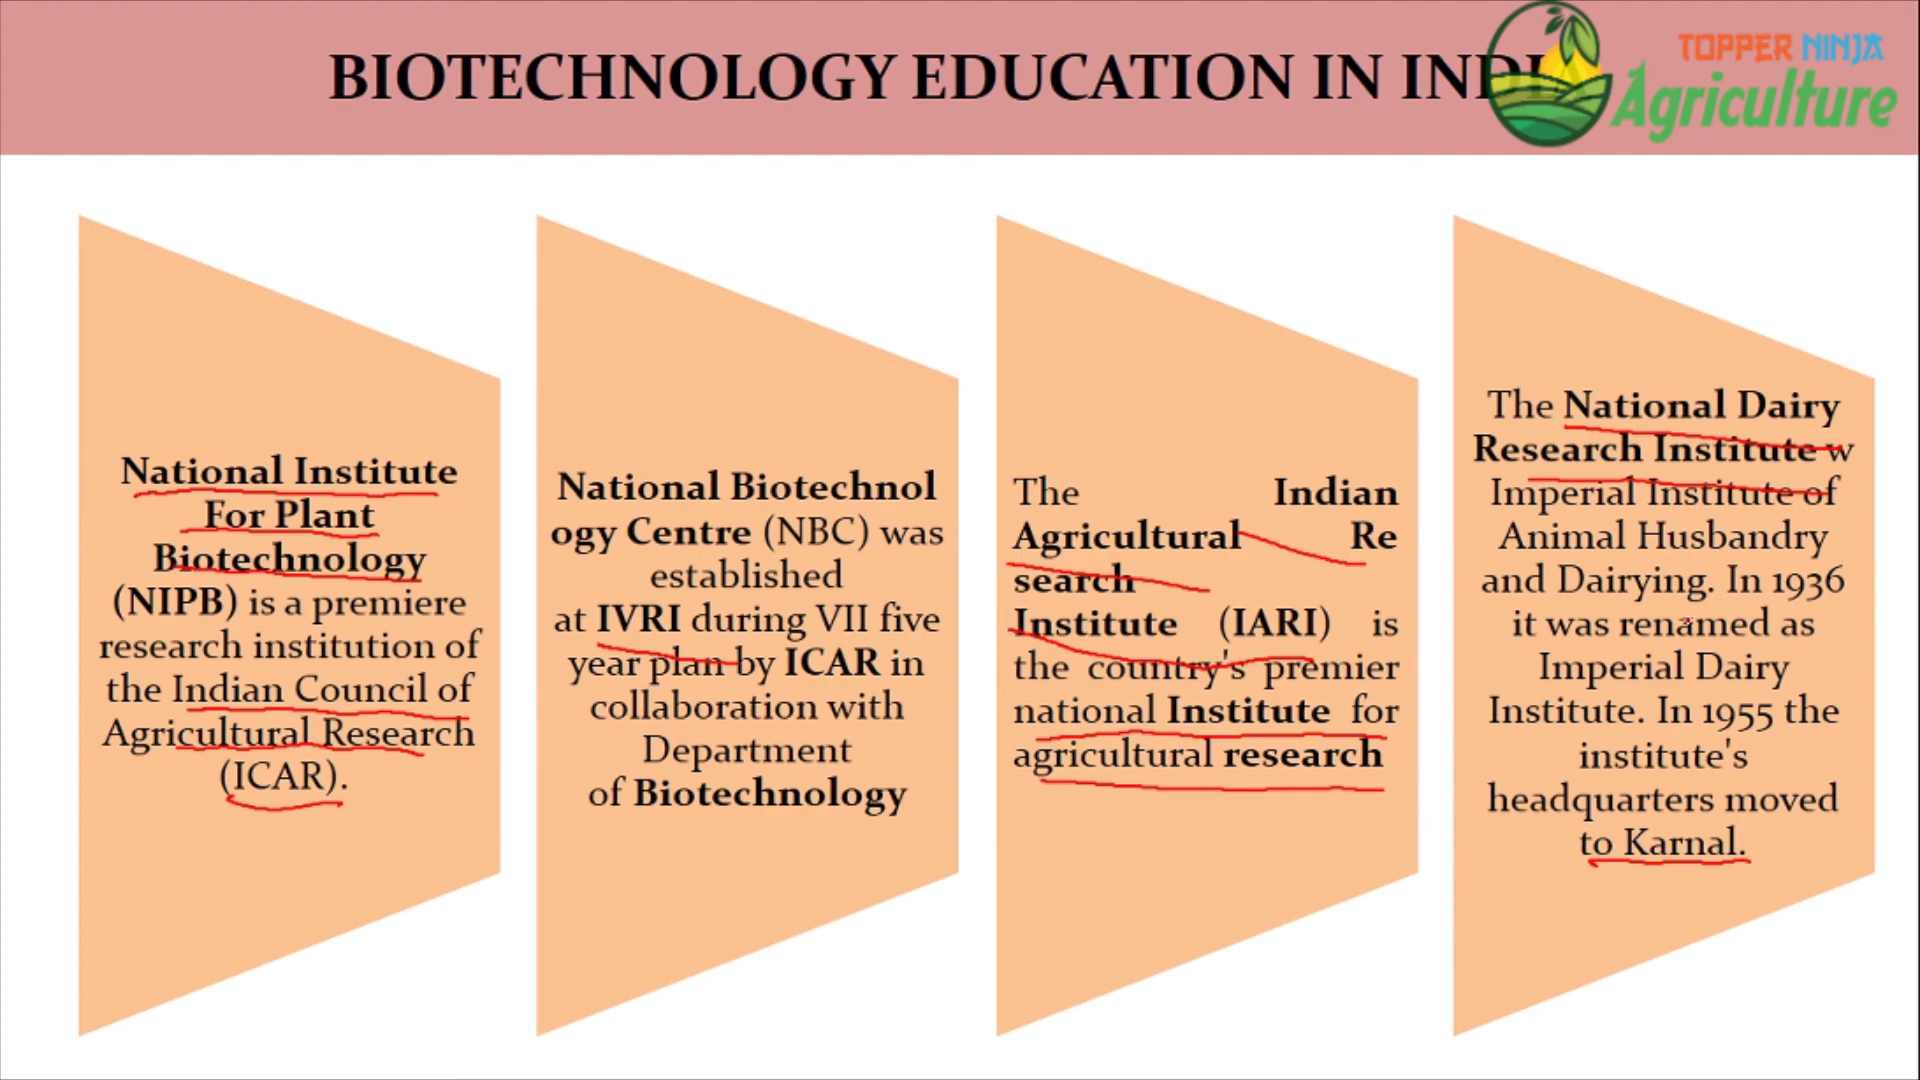 BIOTECHNOLOGY EDUCATION IN INDI
TOPPER NINJA
Agriculture
National Institute
For Plant
Biotechnology
(NIPB) is a premiere
research institution of
the Indian Council of
Agricultural Research
(ICAR).
National Biotechnol
ogy Centre (NBC) was
established
at IVRI during VII five
year plan by ICAR in
collaboration with
Department
of Biotechnology
The Indian
Agricultural Re
search
Institute (IARI) is
the country's premier
national Institute for
agricultural research
The National Dairy
Research Institute w
Imperial Institute of
Animal Husbandry
and Dairying. In 1936
it was renamed as
Imperial Dairy
Institute. In 1955 the
institute's
headquarters moved
to Karnal.